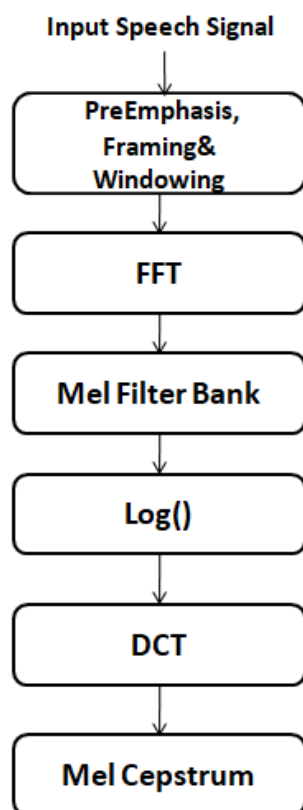 Input Speech Signal
PreEmphasis,
Framing&
Windowing
FFT
Mel Filter Bank
Log()
DCT
Mel Cepstrum